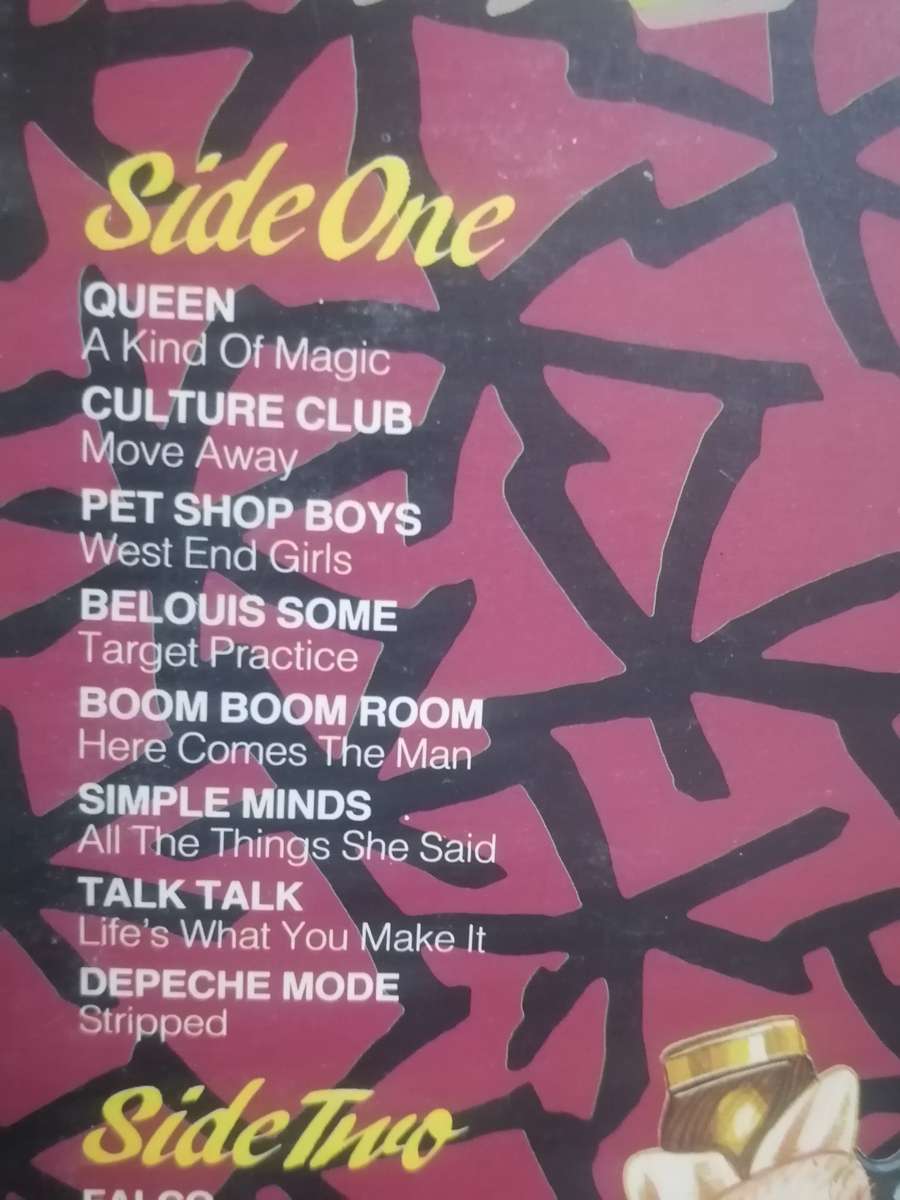 Side One
QUEEN
A Kind Of Magic
CULTURE CLUB
Move Away
PET SHOP BOYS
West End Girls
BELOUIS SOME
Target Practice
BOOM BOOM ROOM
Here Comes The Man
SIMPLE MINDS
All The Things She Said
TALK TALK
Life's What You Make It
DEPECHE MODE
Stripped
Side Two
FALCO